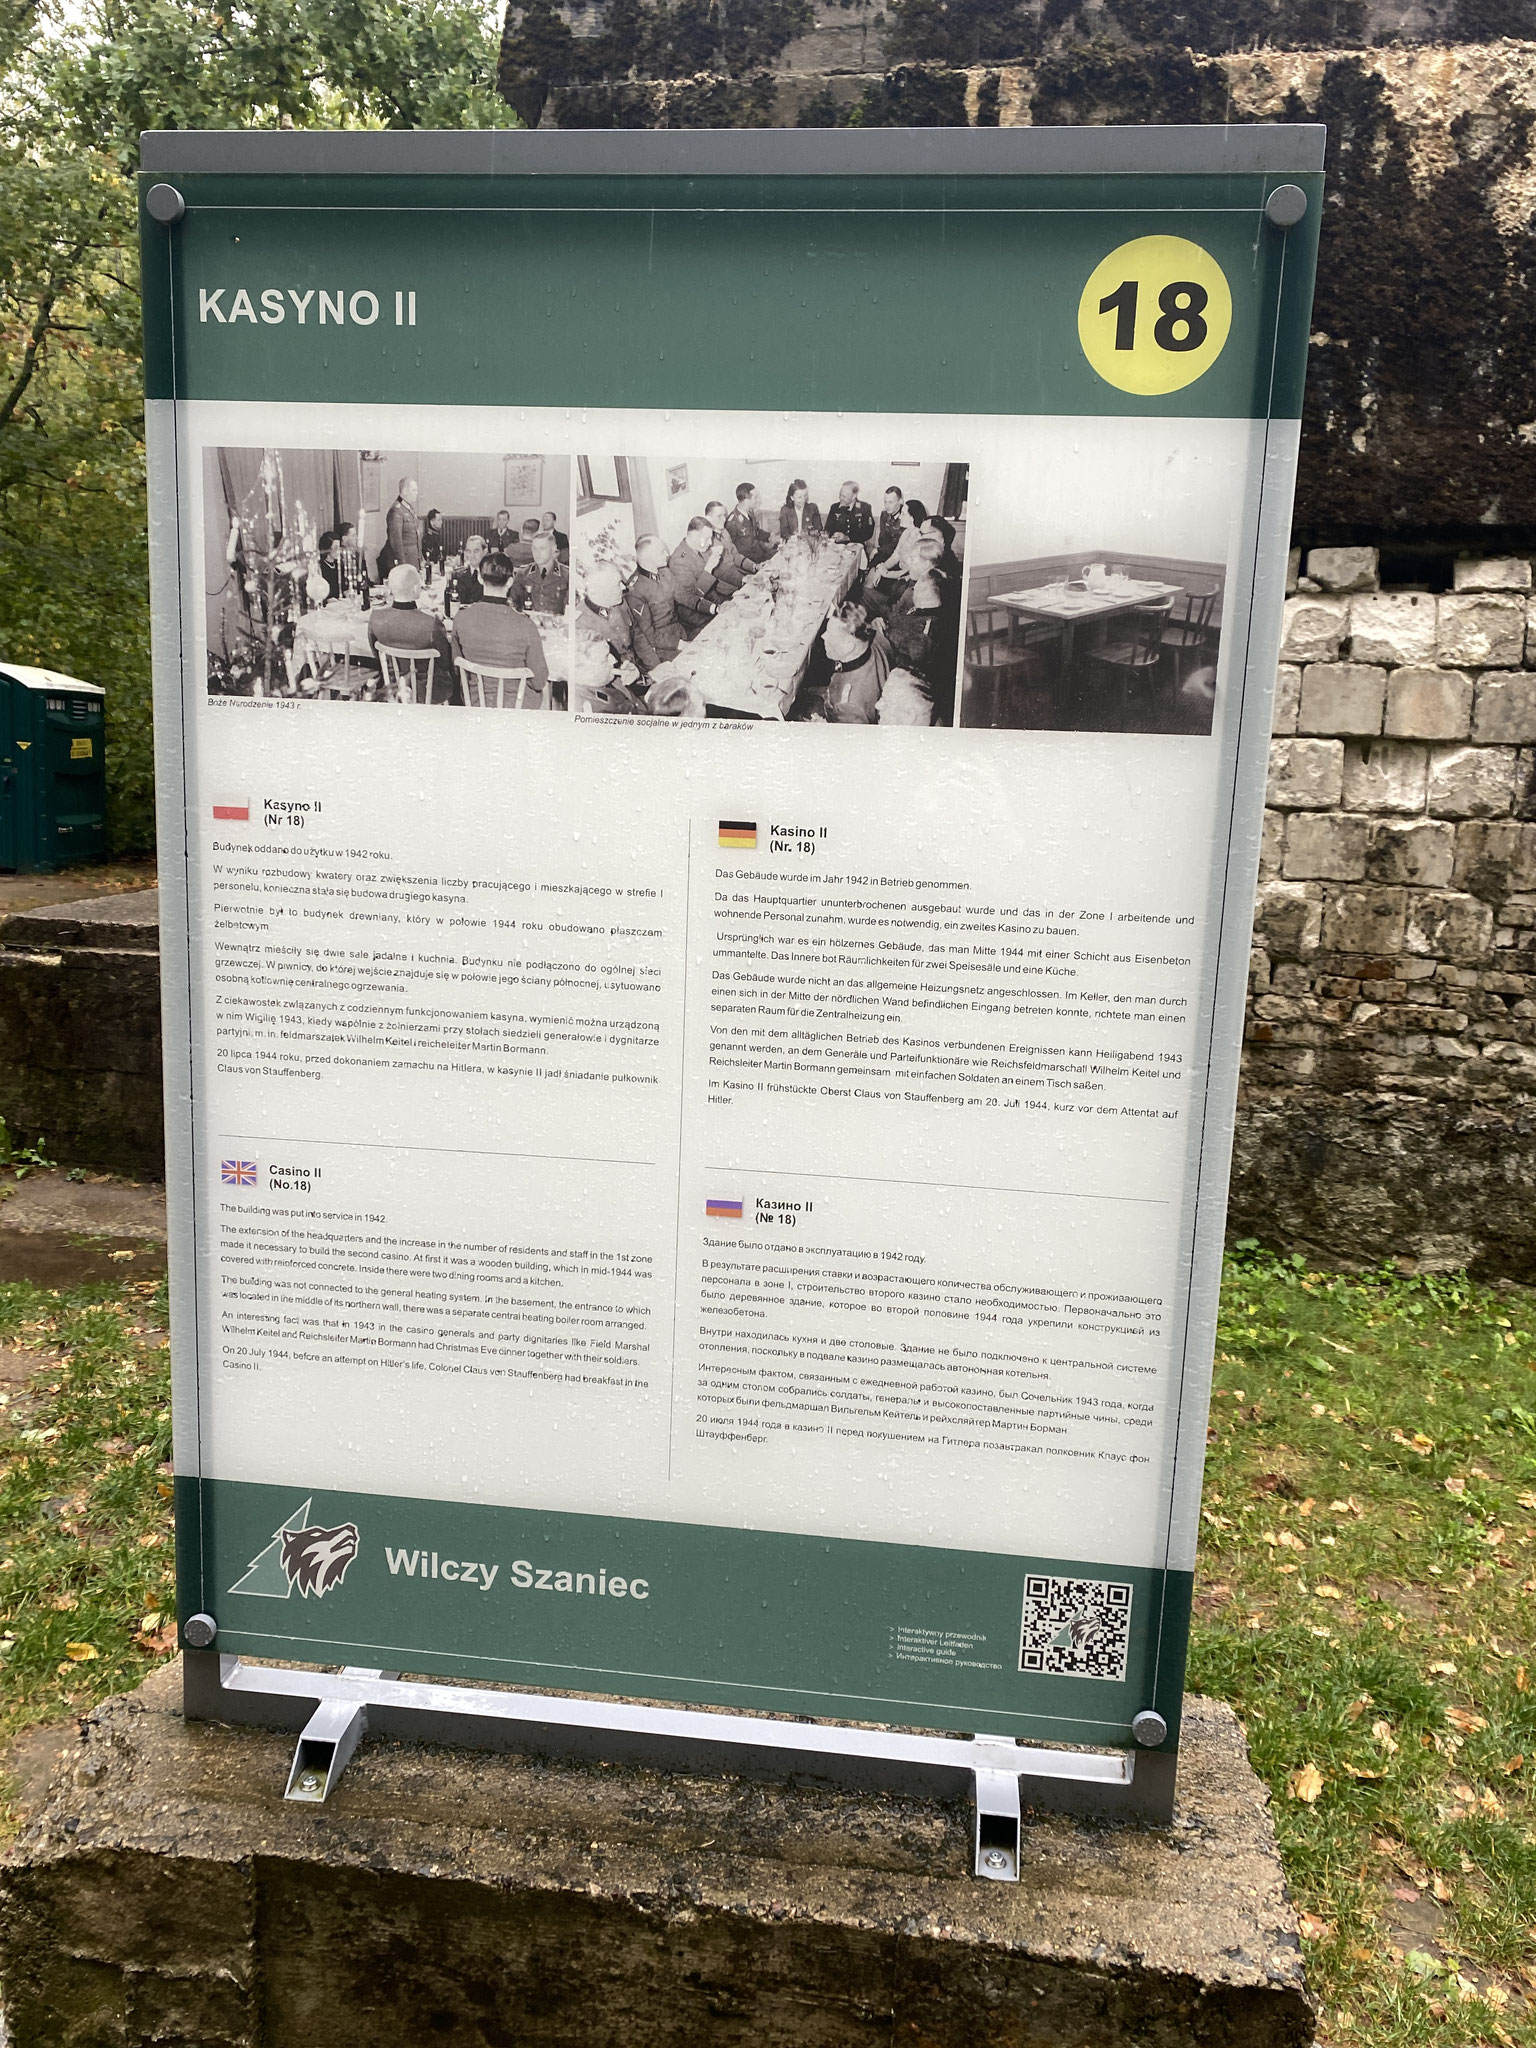 KASYNO II
18
Boże Narodzenie 1943 r.
Pomieszczenie socjalne w jednym z baraków
Kasyno II
(Nr 18)
Budynek oddano do użytku w 1942 roku.
W wyniku rozbudowy kwatery oraz zwiększenia liczby pracującego i mieszkającego w strefie I
personelu, konieczna stała się budowa drugiego kasyna.
Pierwotnie był to budynek drewniany, który w połowie 1944 roku obudowano płaszczem
żelbetowym.
Wewnątrz mieściły się dwie sale jadalne i kuchnia. Budynku nie podłączono do ogólnej sieci
grzewczej. W piwnicy, do której wejście znajduje się w połowie jego ściany północnej, usytuowano
osobną kotłownię centralnego ogrzewania.
Z ciekawostek związanych z codziennym funkcjonowaniem kasyna, wymienić można urządzoną
w nim Wigilię 1943, kiedy wspólnie z żołnierzami przy stołach siedzieli generałowie i dygnitarze
partyjni, m. in. feldmarszałek Wilhelm Keitel i reicheleiter Martin Bormann.
20 lipca 1944 roku, przed dokonaniem zamachu na Hitlera, w kasynie II jadł śniadanie pułkownik
Claus von Stauffenberg.
Kasino II
(Nr. 18)
Das Gebäude wurde im Jahr 1942 in Betrieb genommen.
Da das Hauptquartier ununterbrochenen ausgebaut wurde und das in der Zone I arbeitende und
wohnende Personal zunahm, wurde es notwendig, ein zweites Kasino zu bauen.
Ursprünglich war es ein hölzernes Gebäude, das man Mitte 1944 mit einer Schicht aus Eisenbeton
ummantelte. Das Innere bot Räumlichkeiten für zwei Speisesäle und eine Küche.
Das Gebäude wurde nicht an das allgemeine Heizungsnetz angeschlossen. Im Keller, den man durch
einen sich in der Mitte der nördlichen Wand befindlichen Eingang betreten konnte, richtete man einen
separaten Raum für die Zentralheizung ein.
Von den mit dem alltäglichen Betrieb des Kasinos verbundenen Ereignissen kann Heiligabend 1943
genannt werden, an dem Generäle und Parteifunktionäre wie Reichsfeldmarschall Wilhelm Keitel und
Reichsleiter Martin Bormann gemeinsam mit einfachen Soldaten an einem Tisch saßen.
Im Kasino II frühstückte Oberst Claus von Stauffenberg am 20. Juli 1944, kurz vor dem Attentat auf
Hitler.
Casino II
(No.18)
The building was put into service in 1942.
The extension of the headquarters and the increase in the number of residents and staff in the 1st zone
made it necessary to build the second casino. At first it was a wooden building, which in mid-1944 was
covered with reinforced concrete. Inside there were two dining rooms and a kitchen.
The building was not connected to the general heating system. In the basement, the entrance to which
was located in the middle of its northern wall, there was a separate central heating boiler room arranged.
An interesting fact was that in 1943 in the casino generals and party dignitaries like Field Marshal
Wilhelm Keitel and Reichsleiter Martin Bormann had Christmas Eve dinner together with their soldiers.
On 20 July 1944, before an attempt on Hitler's life, Colonel Claus von Stauffenberg had breakfast in the
Casino II.
Казино II
(№ 18)
Здание было отдано в эксплуатацию в 1942 году.
В результате расширения ставки и возрастающего количества обслуживающего и проживающего
персонала в зоне I, строительство второго казино стало необходимостью. Первоначально это
было деревянное здание, которое во второй половине 1944 года укрепили конструкцией из
железобетона.
Внутри находилась кухня и две столовые. Здание не было подключено к центральной системе
отопления, поскольку в подвале казино размещалась автономная котельня.
Интересным фактом, связанным с ежедневной работой казино, был Сочельник 1943 года, когда
за одним столом собрались солдаты, генералы и высокопоставленные партийные чины, среди
которых были фельдмаршал Вильгельм Кейтель и рейхсляйтер Мартин Борман.
20 июля 1944 года в казино II перед покушением на Гитлера позавтракал полковник Клаус фон
Штауффенберг.
Wilczy Szaniec
> Interaktywny przewodnik
> Interaktiver Leitfaden
> Interactive guide
> Интерактивное руководство